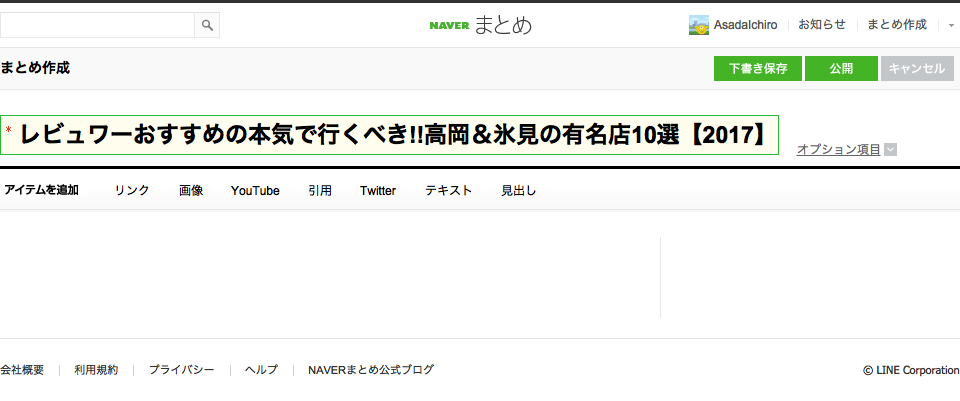 NAVER まとめ
AsadaIchiro お知らせ まとめ作成
まとめ作成
下書き保存 公開 キャンセル
* レビュワーおすすめの本気で行くべき!!高岡＆氷見の有名店10選【2017】
オプション項目
アイテムを追加 リンク 画像 YouTube 引用 Twitter テキスト 見出し
会社概要 利用規約 プライバシー ヘルプ NAVERまとめ公式ブログ © LINE Corporation